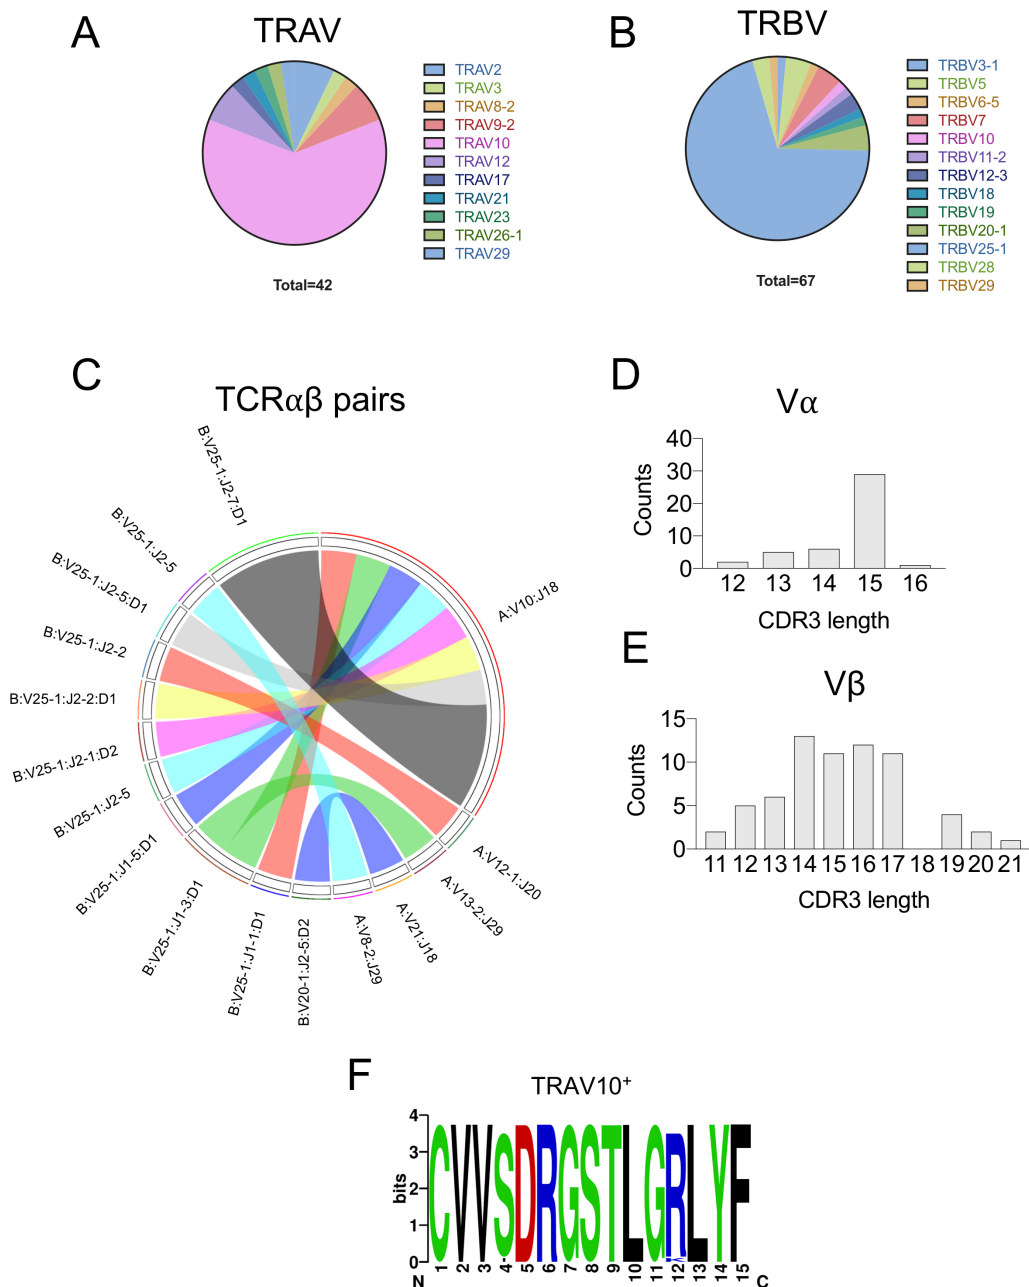 A
TRAV
TRAV2
TRAV3
TRAV8-2
TRAV9-2
TRAV10
TRAV12
TRAV17
TRAV21
TRAV23
TRAV26-1
TRAV29
Total=42
B
TRBV
TRBV3-1
TRBV5
TRBV6-5
TRBV7
TRBV10
TRBV11-2
TRBV12-3
TRBV18
TRBV19
TRBV20-1
TRBV25-1
TRBV28
TRBV29
Total=67
C
TCRαβ pairs
B:V25-1:J2-7:D1
B:V25-1:J2-5
B:V25-1:J2-5:D1
B:V25-1:J2-2
B:V25-1:J2-2:D1
B:V25-1:J2-1:D2
B:V25-1:J2-5
B:V25-1:J1-5:D1
B:V25-1:J1-3:D1
B:V25-1:J1-1:D1
B:V20-1:J2-5:D2
A:V8-2:J29
A:V21:J18
A:V13-2:J29
A:V12-1:J20
A:V10:J18
D
Vα
Counts
40
30
20
10
0
12 13 14 15 16
CDR3 length
E
Vβ
Counts
15
10
5
0
11 12 13 14 15 16 17 18 19 20 21
CDR3 length
F
TRAV10+
bits
4
3
2
1
0
CVVSDRGSTLGRLYF
1 2 3 4 5 6 7 8 9 10 11 12 13 14 15
N C